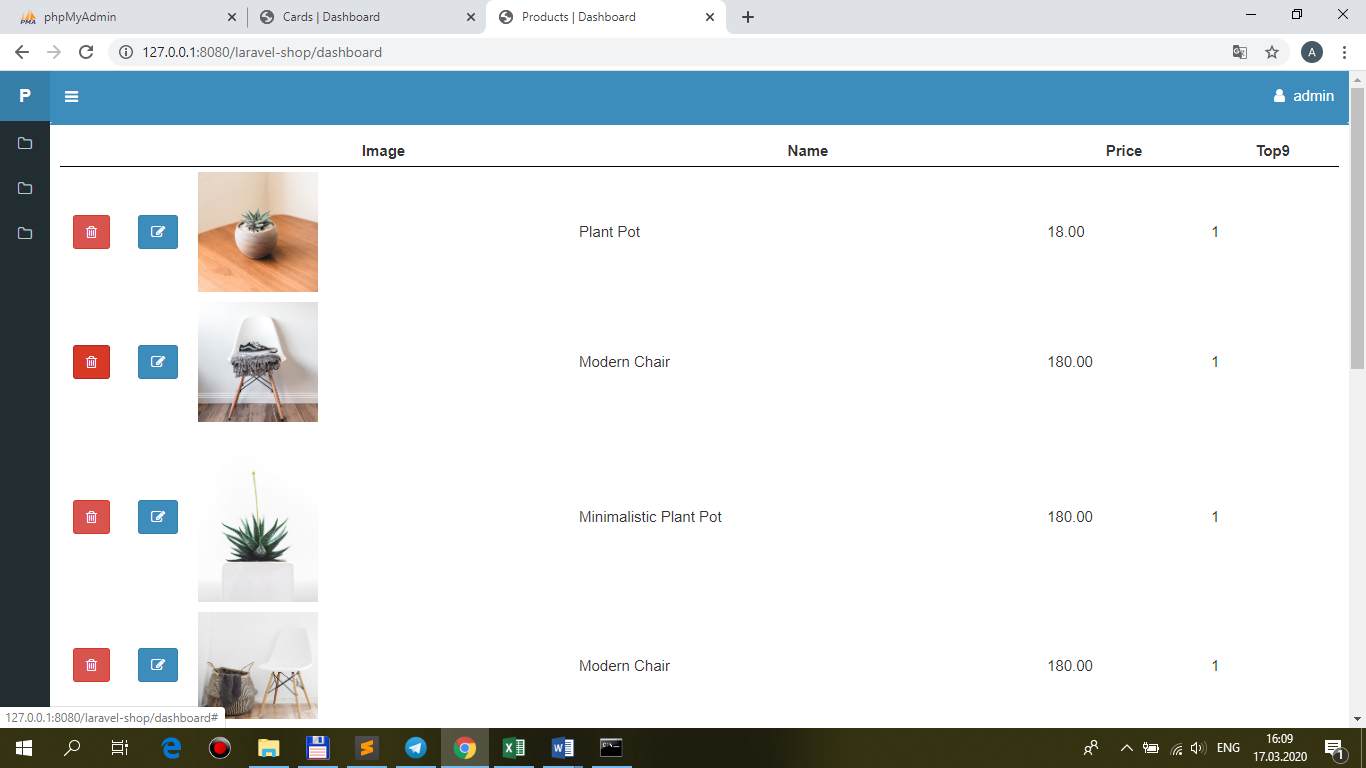 phpMyAdmin
Cards | Dashboard
Products | Dashboard
127.0.0.1:8080/laravel-shop/dashboard
A
P
admin
Image Name Price Top9
Plant Pot 18.00 1
Modern Chair 180.00 1
Minimalistic Plant Pot 180.00 1
Modern Chair 180.00 1
127.0.0.1:8080/laravel-shop/dashboard#
ENG
16:09
17.03.2020
1